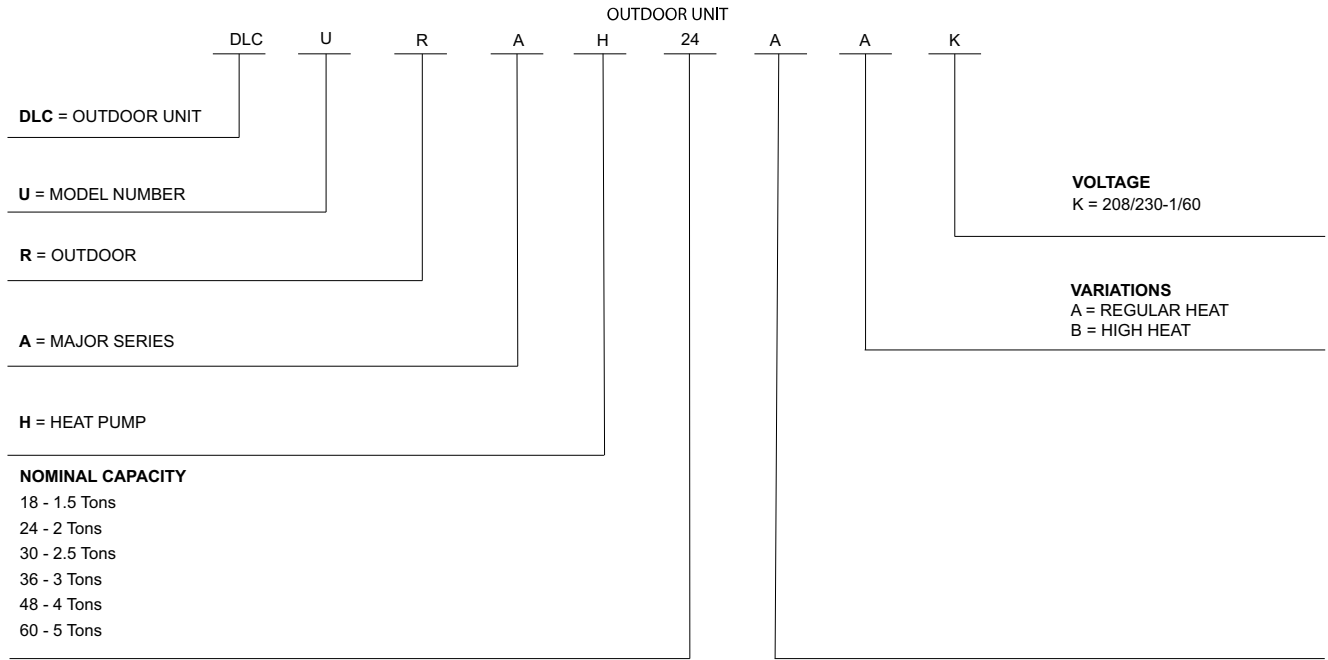 OUTDOOR UNIT
DLC U R A H 24 A A K
DLC = OUTDOOR UNIT
U = MODEL NUMBER
R = OUTDOOR
A = MAJOR SERIES
H = HEAT PUMP
NOMINAL CAPACITY
18 - 1.5 Tons
24 - 2 Tons
30 - 2.5 Tons
36 - 3 Tons
48 - 4 Tons
60 - 5 Tons
VOLTAGE
K = 208/230-1/60
VARIATIONS
A = REGULAR HEAT
B = HIGH HEAT